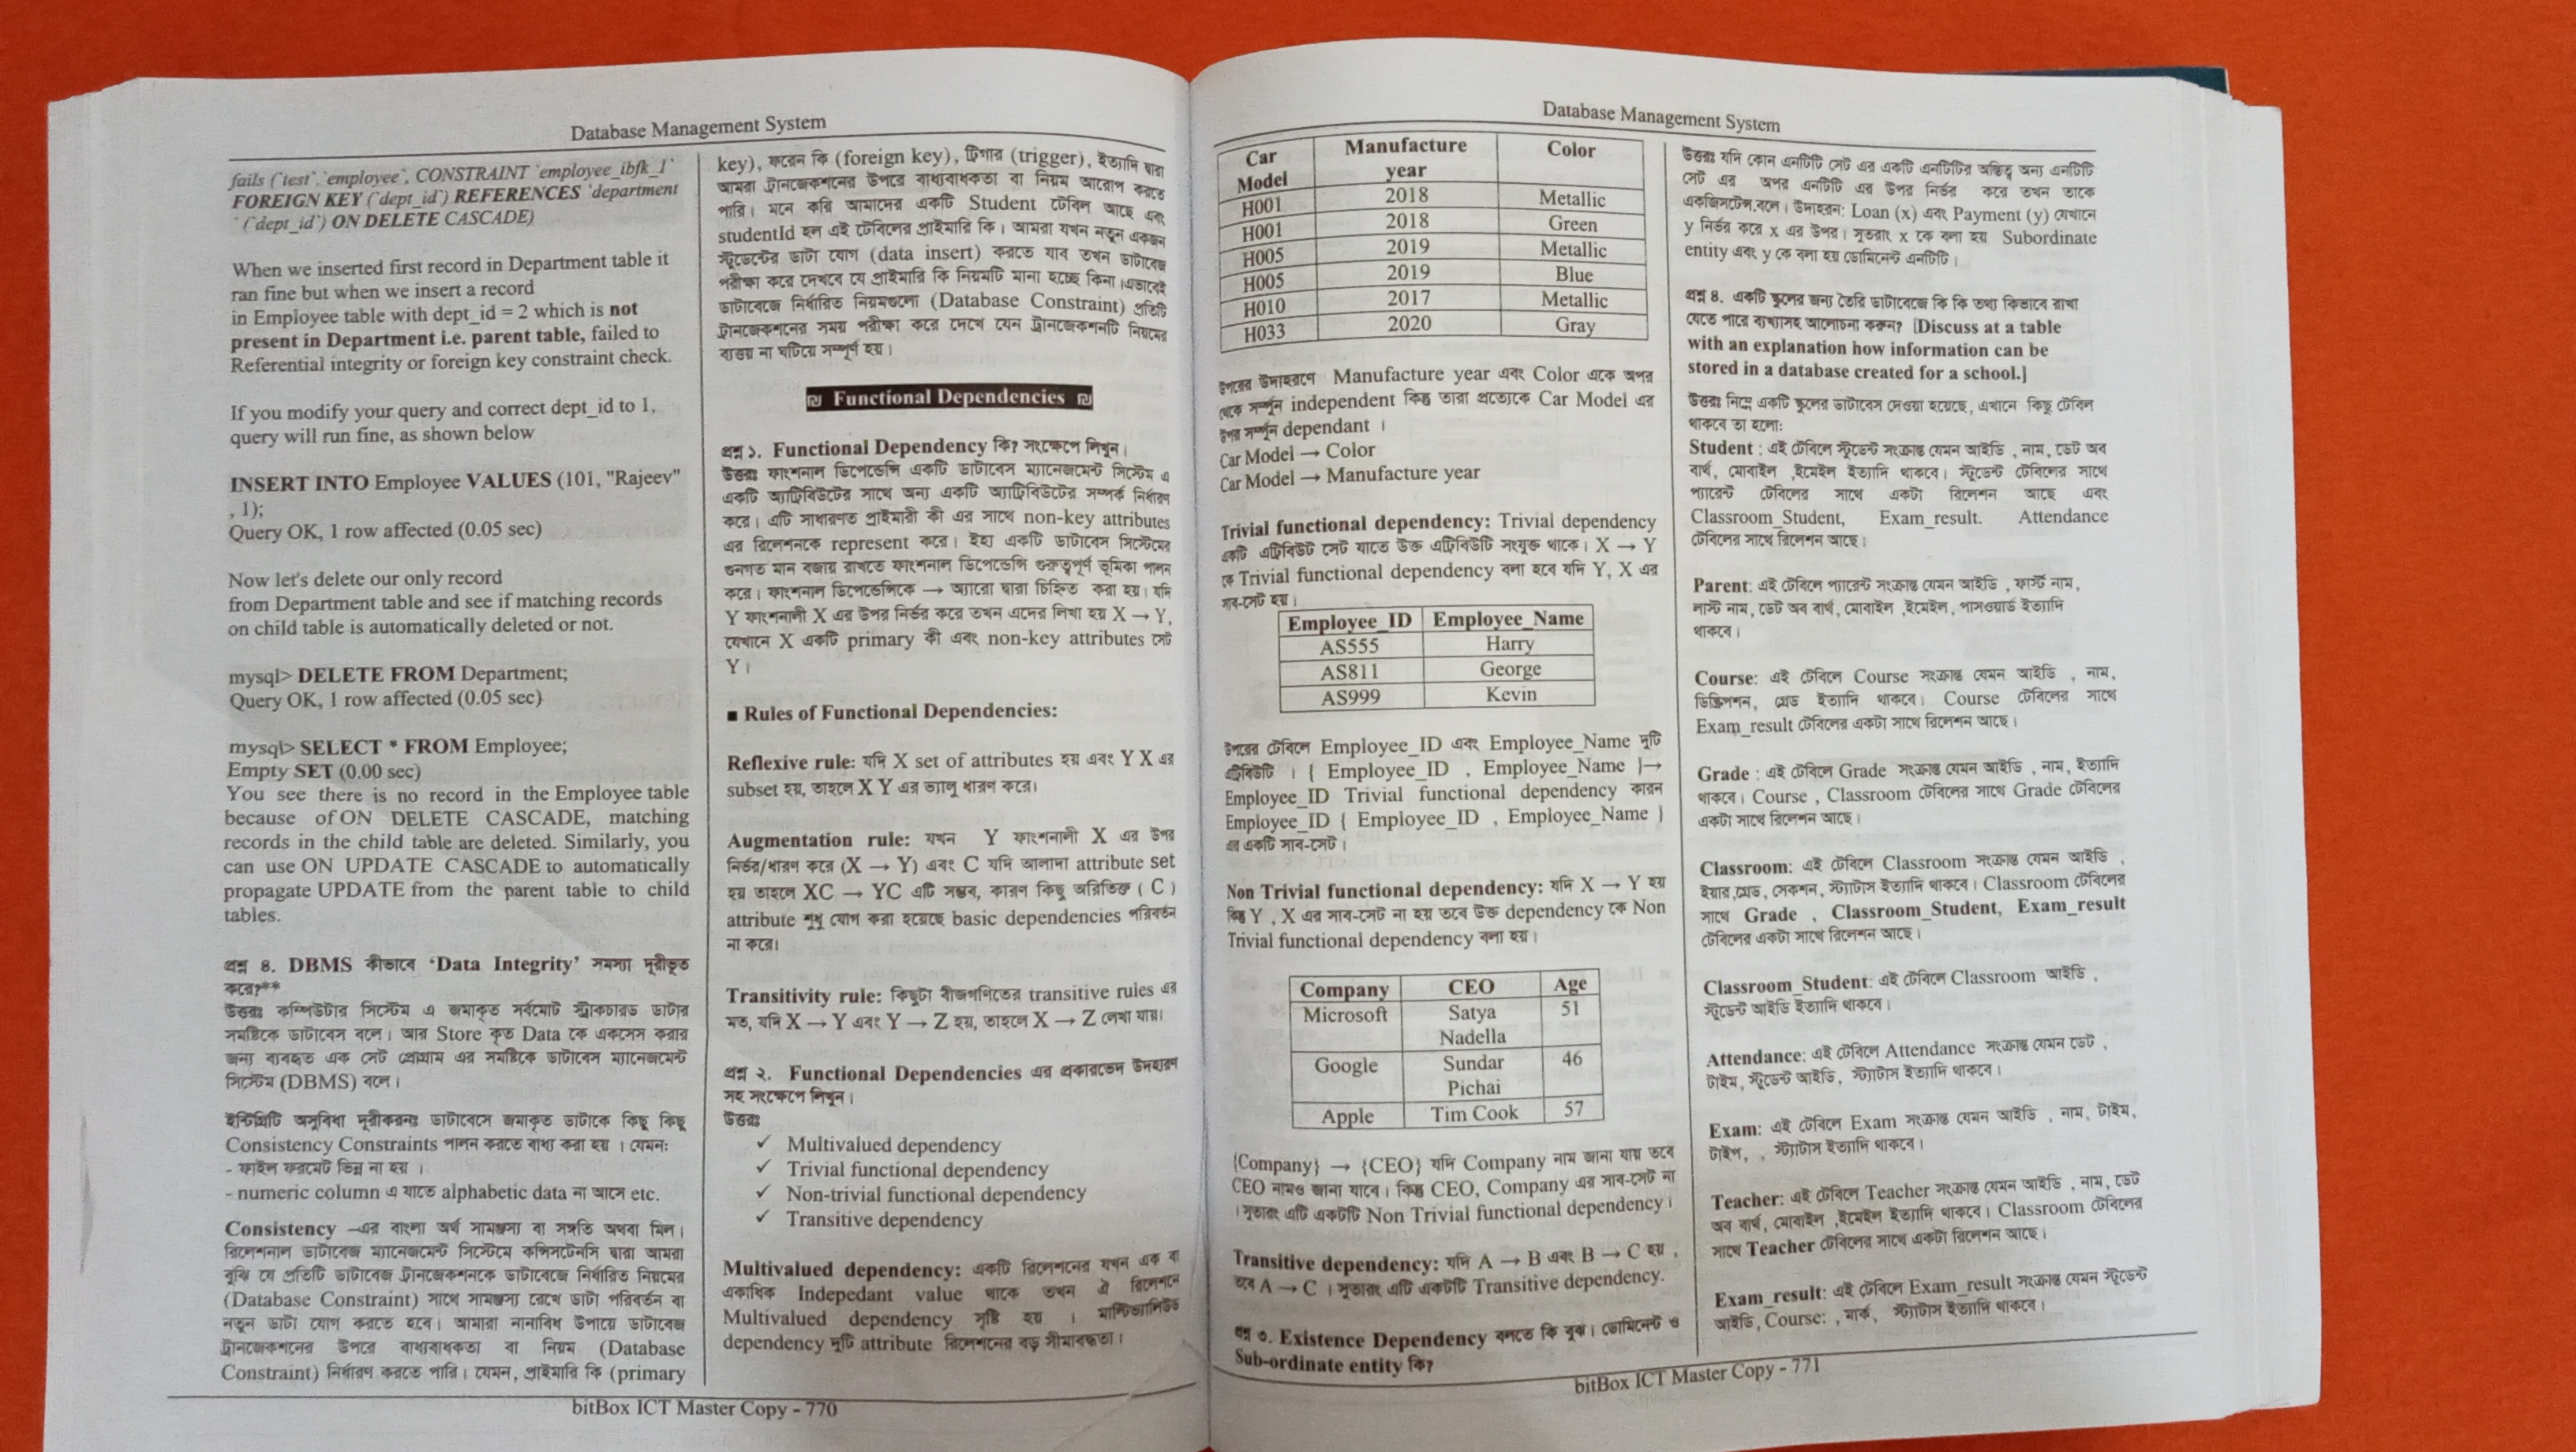 Database Management System
fails (`test`.`employee`, CONSTRAINT `employee_ibfk_1`
FOREIGN KEY (`dept_id`) REFERENCES `department
` (`dept_id`) ON DELETE CASCADE)
When we inserted first record in Department table it
ran fine but when we insert a record
in Employee table with dept_id = 2 which is not
present in Department i.e. parent table, failed to
Referential integrity or foreign key constraint check.
If you modify your query and correct dept_id to 1,
query will run fine, as shown below
INSERT INTO Employee VALUES (101, "Rajeev"
, 1);
Query OK, 1 row affected (0.05 sec)
Now let's delete our only record
from Department table and see if matching records
on child table is automatically deleted or not.
mysql> DELETE FROM Department;
Query OK, 1 row affected (0.05 sec)
mysql> SELECT * FROM Employee;
Empty SET (0.00 sec)
You see there is no record in the Employee table
because of ON DELETE CASCADE, matching
records in the child table are deleted. Similarly, you
can use ON UPDATE CASCADE to automatically
propagate UPDATE from the parent table to child
tables.
প্রশ্ন ৪. DBMS কীভাবে ‘Data Integrity’ সমস্যা দূরীভূত
করে?**
উত্তরঃ কম্পিউটার সিস্টেম এ জমাকৃত সর্বমোট স্ট্রাকচারড ডাটার
সমষ্টিকে ডাটাবেস বলে। আর Store কৃত Data কে একসেস করার
জন্য ব্যবহৃত এক সেট প্রোগ্রাম এর সমষ্টিকে ডাটাবেস ম্যানেজমেন্ট
সিস্টেম (DBMS) বলে।
ইন্টিগ্রিটি অসুবিধা দূরীকরনঃ ডাটাবেসে জমাকৃত ডাটাকে কিছু কিছু
Consistency Constraints পালন করতে বাধ্য করা হয় । যেমন:
- ফাইল ফরমেট ভিন্ন না হয় ।
- numeric column এ যাতে alphabetic data না আসে etc.
Consistency –এর বাংলা অর্থ সামঞ্জস্য বা সঙ্গতি অথবা মিল।
রিলেশনাল ডাটাবেজ ম্যানেজমেন্ট সিস্টেমে কন্সিসটেনসি দ্বারা আমরা
বুঝি যে প্রতিটি ডাটাবেজ ট্রানজেকশনকে ডাটাবেজে নির্ধারিত নিয়মের
(Database Constraint) সাথে সামঞ্জস্য রেখে ডাটা পরিবর্তন বা
নতুন ডাটা যোগ করতে হবে। আমারা নানাবিধ উপায়ে ডাটাবেজ
ট্রানজেকশনের উপরে বাধ্যবাধকতা বা নিয়ম (Database
Constraint) নির্ধারণ করতে পারি। যেমন, প্রাইমারি কি (primary
key), ফরেন কি (foreign key), ট্রিগার (trigger), ইত্যাদি দ্বারা
আমরা ট্রানজেকশনের উপরে বাধ্যবাধকতা বা নিয়ম আরোপ করতে
পারি। মনে করি আমাদের একটি Student টেবিল আছে এবং
studentId হল এই টেবিলের প্রাইমারি কি। আমরা যখন নতুন একজন
স্টুডেন্টের ডাটা যোগ (data insert) করতে যাব তখন ডাটাবেজ
পরীক্ষা করে দেখবে যে প্রাইমারি কি নিয়মটি মানা হচ্ছে কিনা।এভাবেই
ডাটাবেজে নির্ধারিত নিয়মগুলো (Database Constraint) প্রতিটি
ট্রানজেকশনের সময় পরীক্ষা করে দেখে যেন ট্রানজেকশনটি নিয়মের
ব্যত্তয় না ঘটিয়ে সম্পূর্ণ হয়।
Functional Dependencies
প্রশ্ন ১. Functional Dependency কি? সংক্ষেপে লিখুন।
উত্তরঃ ফাংশনাল ডিপেন্ডেন্সি একটি ডাটাবেস ম্যানেজমেন্ট সিস্টেম এ
একটি অ্যাট্রিবিউটের সাথে অন্য একটি অ্যাট্রিবিউটের সম্পর্ক নির্ধারণ
করে। এটি সাধারণত প্রাইমারী কী এর সাথে non-key attributes
এর রিলেশনকে represent করে। ইহা একটি ডাটাবেস সিস্টেমের
গুনগত মান বজায় রাখতে ফাংশনাল ডিপেন্ডেন্সি গুরুত্বপূর্ণ ভূমিকা পালন
করে। ফাংশনাল ডিপেন্ডেন্সিকে → অ্যারো দ্বারা চিহ্নিত করা হয়। যদি
Y ফাংশনালী X এর উপর নির্ভর করে তখন এদের লিখা হয় X → Y,
যেখানে X একটি primary কী এবং non-key attributes সেট
Y।
■ Rules of Functional Dependencies:
Reflexive rule: যদি X set of attributes হয় এবং Y X এর
subset হয়, তাহলে X Y এর ভ্যালু ধারণ করে।
Augmentation rule: যখন Y ফাংশনালী X এর উপর
নির্ভর/ধারণ করে (X → Y) এবং C যদি আলাদা attribute set
হয় তাহলে XC → YC এটি সম্ভব, কারণ কিছু অরিতিক্ত ( C )
attribute শুধু যোগ করা হয়েছে basic dependencies পরিবর্তন
না করে।
Transitivity rule: কিছুটা বীজগণিতের transitive rules এর
মত, যদি X → Y এবং Y → Z হয়, তাহলে X → Z লেখা যায়।
প্রশ্ন ২. Functional Dependencies এর প্রকারভেদ উদহারণ
সহ সংক্ষেপে লিখুন।
উত্তরঃ
✓ Multivalued dependency
✓ Trivial functional dependency
✓ Non-trivial functional dependency
✓ Transitive dependency
Multivalued dependency: একটি রিলেশনের যখন এক বা
একাধিক Indepedant value থাকে তখন ঐ রিলেশনে
Multivalued dependency সৃষ্টি হয় । মাল্টিভ্যালিউড
dependency দুটি attribute রিলেশনের বড় সীমাবদ্ধতা।
bitBox ICT Master Copy - 770
Database Management System
Car Model Manufacture year Color
H001 2018 Metallic
H001 2018 Green
H005 2019 Metallic
H005 2019 Blue
H010 2017 Metallic
H033 2020 Gray
উপরের উদাহরণে Manufacture year এবং Color একে অপর
থেকে সম্পূর্ন independent কিন্তু তারা প্রত্যেকে Car Model এর
উপর সম্পূর্ন dependant ।
Car Model → Color
Car Model → Manufacture year
Trivial functional dependency: Trivial dependency
একটি এট্রিবিউট সেট যাতে উক্ত এট্রিবিউটি সংযুক্ত থাকে। X → Y
কে Trivial functional dependency বলা হবে যদি Y, X এর
সাব-সেট হয়।
Employee_ID Employee_Name
AS555 Harry
AS811 George
AS999 Kevin
উপরের টেবিলে Employee_ID এবং Employee_Name দুটি
এট্রিবিউটি । { Employee_ID , Employee_Name }→
Employee_ID Trivial functional dependency কারন
Employee_ID { Employee_ID , Employee_Name }
এর একটি সাব-সেট।
Non Trivial functional dependency: যদি X → Y হয়
কিন্তু Y , X এর সাব-সেট না হয় তবে উক্ত dependency কে Non
Trivial functional dependency বলা হয়।
Company CEO Age
Microsoft Satya Nadella 51
Google Sundar Pichai 46
Apple Tim Cook 57
{Company} → {CEO} যদি Company নাম জানা যায় তবে
CEO নামও জানা যাবে। কিন্তু CEO, Company এর সাব-সেট না
। সুতারং এটি একটটি Non Trivial functional dependency।
Transitive dependency: যদি A → B এবং B → C হয় ,
তবে A → C । সুতারাং এটি একটটি Transitive dependency.
প্রশ্ন ৩. Existence Dependency বলতে কি বুঝ। ডোমিনেন্ট ও
Sub-ordinate entity কি?
উত্তরঃ যদি কোন এনটিটি সেট এর একটি এনটিটির অস্তিত্ব অন্য এনটিটি
সেট এর অপর এনটিটি এর উপর নির্ভর করে তখন তাকে
একজিসটেন্স বলে। উদাহরন: Loan (x) এবং Payment (y) যেখানে
y নির্ভর করে x এর উপর। সুতরাং x কে বলা হয় Subordinate
entity এবং y কে বলা হয় ডোমিনেন্ট এনটিটি।
প্রশ্ন ৪. একটি স্কুলের জন্য তৈরি ডাটাবেজে কি কি তথ্য কিভাবে রাখা
যেতে পারে ব্যাখ্যাসহ আলোচনা করুন? [Discuss at a table
with an explanation how information can be
stored in a database created for a school.]
উত্তরঃ নিম্নে একটি স্কুলের ডাটাবেস দেওয়া হয়েছে, এখানে কিছু টেবিল
থাকবে তা হলো:
Student : এই টেবিলে স্টুডেন্ট সংক্রান্ত যেমন আইডি , নাম, ডেট অব
বার্থ, মোবাইল ,ইমেইল ইত্যাদি থাকবে। স্টুডেন্ট টেবিলের সাথে
প্যারেন্ট টেবিলের সাথে একটা রিলেশন আছে এবং
Classroom_Student, Exam_result. Attendance
টেবিলের সাথে রিলেশন আছে।
Parent: এই টেবিলে প্যারেন্ট সংক্রান্ত যেমন আইডি , ফার্স্ট নাম,
লাস্ট নাম, ডেট অব বার্থ, মোবাইল ,ইমেইল, পাসওয়ার্ড ইত্যাদি
থাকবে।
Course: এই টেবিলে Course সংক্রান্ত যেমন আইডি , নাম,
ডিস্ক্রিপশন, গ্রেড ইত্যাদি থাকবে। Course টেবিলের সাথে
Exam_result টেবিলের একটা সাথে রিলেশন আছে।
Grade : এই টেবিলে Grade সংক্রান্ত যেমন আইডি , নাম, ইত্যাদি
থাকবে। Course , Classroom টেবিলের সাথে Grade টেবিলের
একটা সাথে রিলেশন আছে।
Classroom: এই টেবিলে Classroom সংক্রান্ত যেমন আইডি ,
ইয়ার,গ্রেড, সেকশন, স্ট্যাটাস ইত্যাদি থাকবে। Classroom টেবিলের
সাথে Grade , Classroom_Student, Exam_result
টেবিলের একটা সাথে রিলেশন আছে।
Classroom_Student: এই টেবিলে Classroom আইডি ,
স্টুডেন্ট আইডি ইত্যাদি থাকবে।
Attendance: এই টেবিলে Attendance সংক্রান্ত যেমন ডেট ,
টাইম, স্টুডেন্ট আইডি, স্ট্যাটাস ইত্যাদি থাকবে।
Exam: এই টেবিলে Exam সংক্রান্ত যেমন আইডি , নাম, টাইম,
টাইপ, , স্ট্যাটাস ইত্যাদি থাকবে।
Teacher: এই টেবিলে Teacher সংক্রান্ত যেমন আইডি , নাম, ডেট
অব বার্থ, মোবাইল ,ইমেইল ইত্যাদি থাকবে। Classroom টেবিলের
সাথে Teacher টেবিলের সাথে একটা রিলেশন আছে।
Exam_result: এই টেবিলে Exam_result সংক্রান্ত যেমন স্টুডেন্ট
আইডি, Course: , মার্ক, স্ট্যাটাস ইত্যাদি থাকবে।
bitBox ICT Master Copy - 771